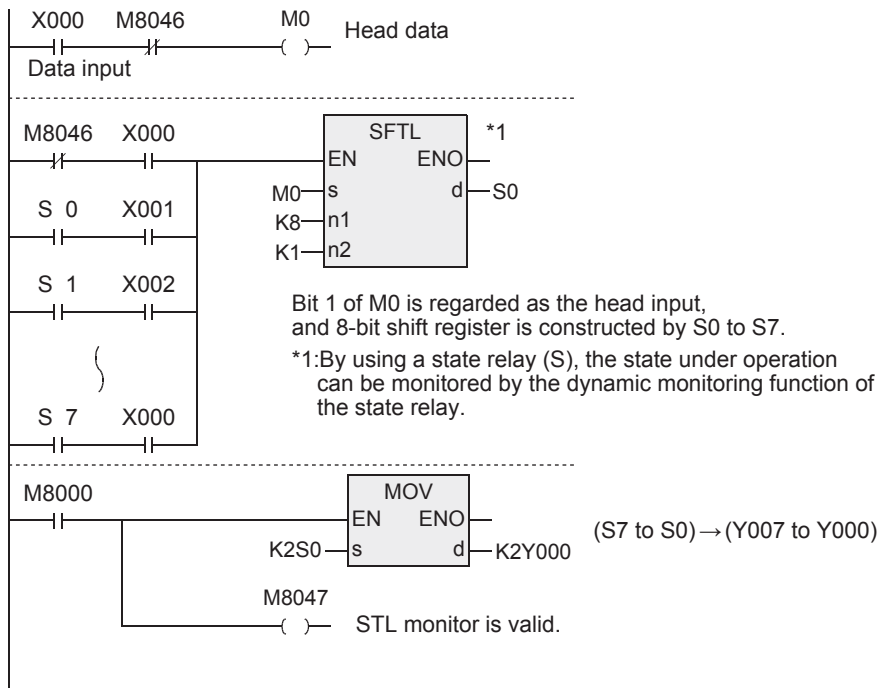 X000 M8046 M0
Head data
Data input
M8046 X000 SFTL *1
EN ENO
M0 s d S0
S 0 X001
K8 n1
K1 n2
S 1 X002
Bit 1 of M0 is regarded as the head input,
and 8-bit shift register is constructed by S0 to S7.
*1:By using a state relay (S), the state under operation
can be monitored by the dynamic monitoring function of
the state relay.
S 7 X000
M8000 MOV
EN ENO
(S7 to S0)→(Y007 to Y000)
K2S0 s d K2Y000
M8047
STL monitor is valid.